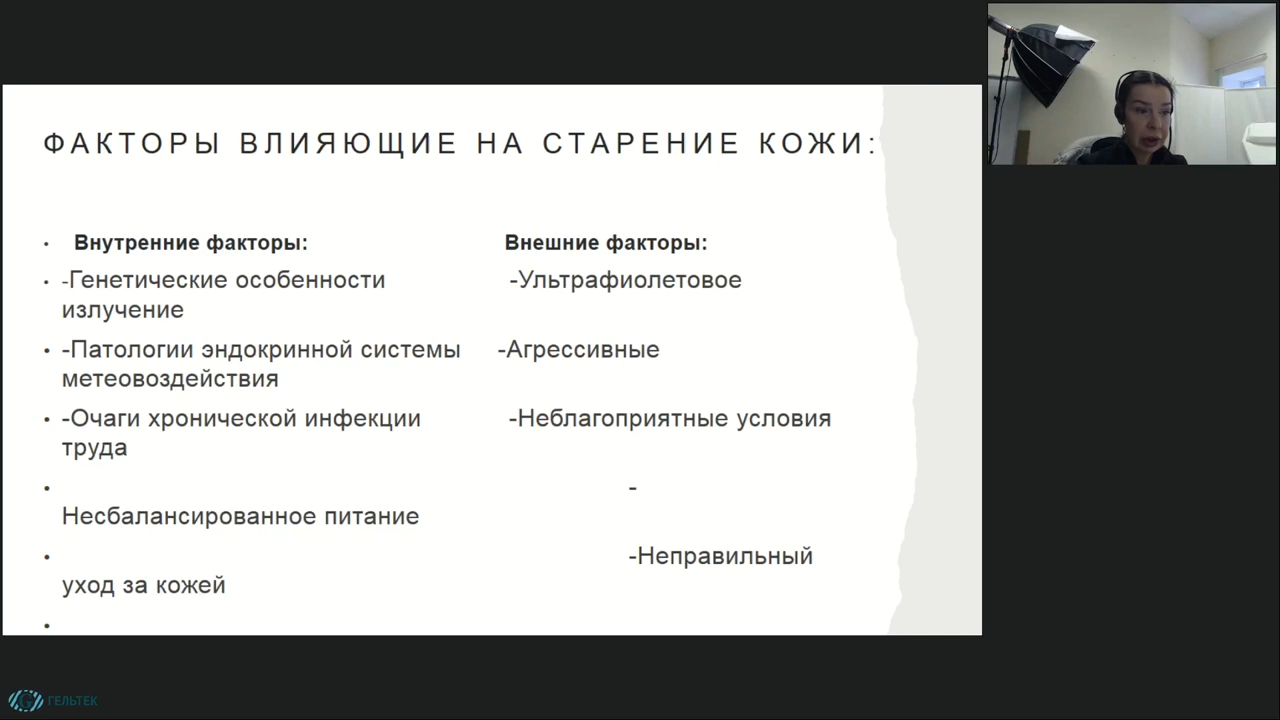 ФАКТОРЫ ВЛИЯЮЩИЕ НА СТАРЕНИЕ КОЖИ:
• Внутренние факторы: Внешние факторы:
• -Генетические особенности -Ультрафиолетовое
излучение
• -Патологии эндокринной системы -Агрессивные
метеовоздействия
• -Очаги хронической инфекции -Неблагоприятные условия
труда
• -
Несбалансированное питание
• -Неправильный
уход за кожей
•
ГЕЛЬТЕК